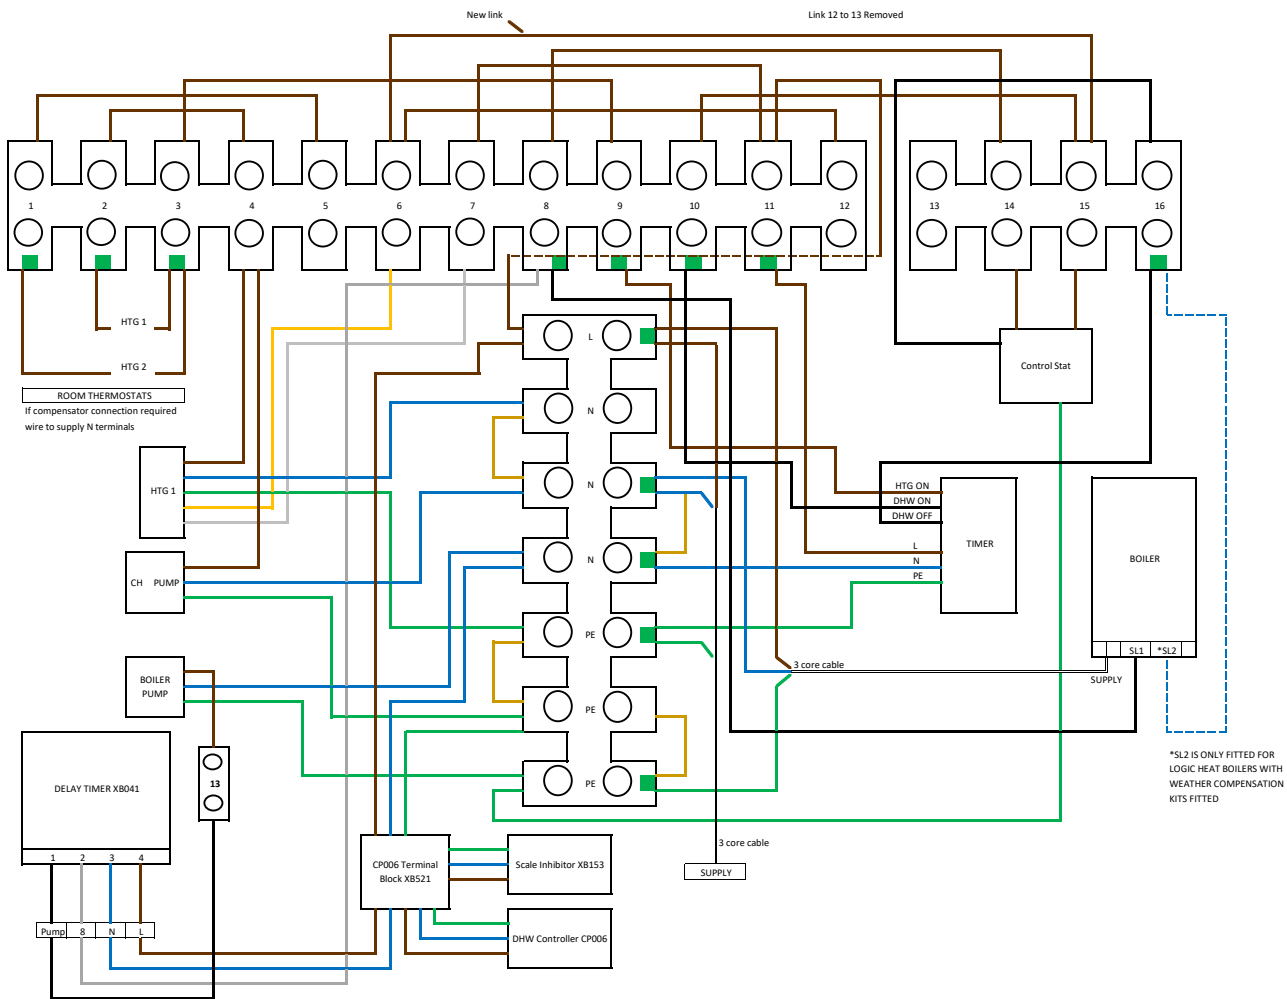 New link
Link 12 to 13 Removed
1 2 3 4 5 6 7 8 9 10 11 12 13 14 15 16
HTG 1
HTG 2
ROOM THERMOSTATS
If compensator connection required
wire to supply N terminals
L
N
N
N
PE
PE
PE
Control Stat
HTG 1
CH PUMP
BOILER
PUMP
HTG ON
DHW ON
DHW OFF
L
N
PE
TIMER
BOILER
SL1 *SL2
SUPPLY
3 core cable
*SL2 IS ONLY FITTED FOR
LOGIC HEAT BOILERS WITH
WEATHER COMPENSATION
KITS FITTED
DELAY TIMER XB041
1 2 3 4
13
Pump 8 N L
CP006 Terminal
Block XB521
Scale Inhibitor XB153
DHW Controller CP006
3 core cable
SUPPLY